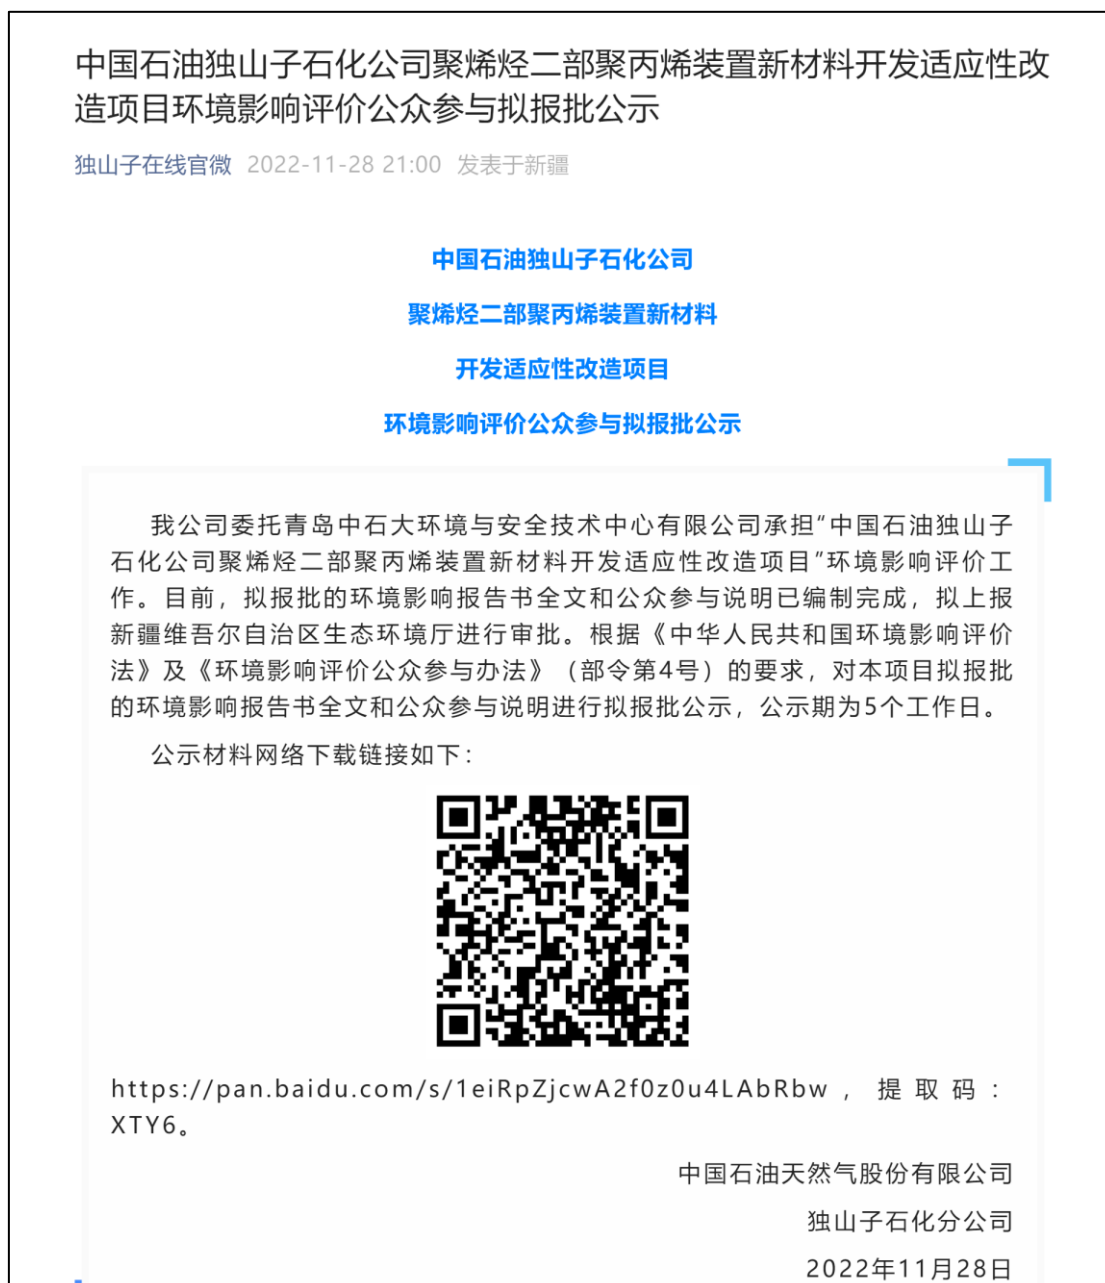 中国石油独山子石化公司聚烯烃二部聚丙烯装置新材料开发适应性改
造项目环境影响评价公众参与拟报批公示
独山子在线官微 2022-11-28 21:00 发表于新疆
中国石油独山子石化公司
聚烯烃二部聚丙烯装置新材料
开发适应性改造项目
环境影响评价公众参与拟报批公示
我公司委托青岛中石大环境与安全技术中心有限公司承担“中国石油独山子
石化公司聚烯烃二部聚丙烯装置新材料开发适应性改造项目”环境影响评价工
作。目前，拟报批的环境影响报告书全文和公众参与说明已编制完成，拟上报
新疆维吾尔自治区生态环境厅进行审批。根据《中华人民共和国环境影响评价
法》及《环境影响评价公众参与办法》（部令第4号）的要求，对本项目拟报批
的环境影响报告书全文和公众参与说明进行拟报批公示，公示期为5个工作日。
公示材料网络下载链接如下：
https://pan.baidu.com/s/1eiRpZjcwA2f0z0u4LAbRbw，提取码：
XTY6。
中国石油天然气股份有限公司
独山子石化分公司
2022年11月28日